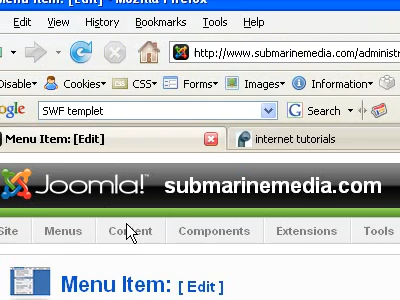 Menu Item: [Edit] - Mozilla Firefox
Edit View History Bookmarks Tools Help
http://www.submarinemedia.com/administr
Disable Cookies CSS Forms Images Information
ogle SWF templet Search
Menu Item: [Edit] internet tutorials
Joomla! submarinemedia.com
Site Menus Content Components Extensions Tools
Menu Item: [ Edit ]